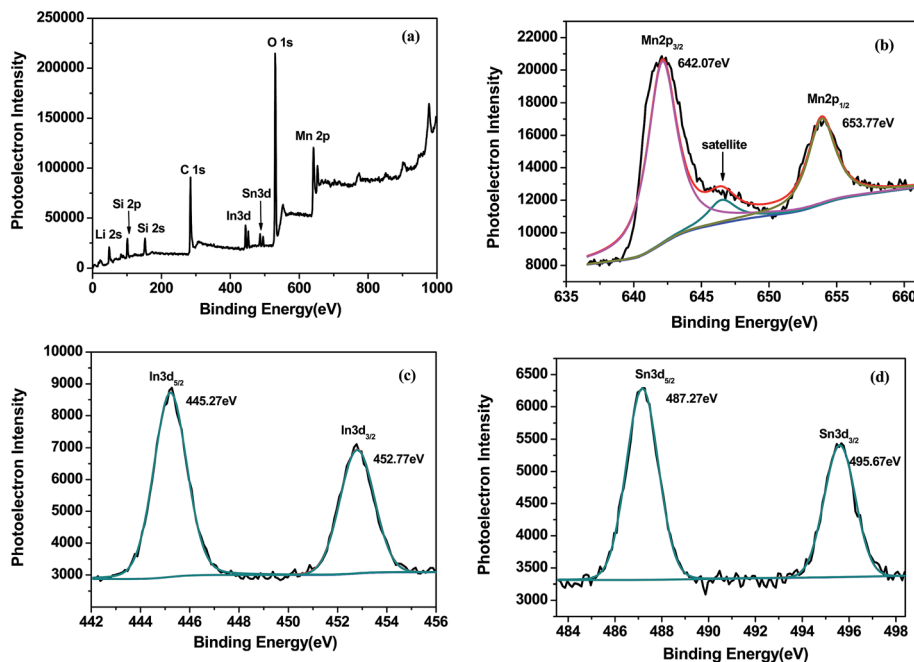 (a)
250000
200000
150000
100000
50000
0
Photoelectron Intensity
O 1s
Mn 2p
C 1s
Sn3d
In3d
Si 2p
Li 2s
Si 2s
0 200 400 600 800 1000
Binding Energy(eV)
(b)
22000
20000
18000
16000
14000
12000
10000
8000
Photoelectron Intensity
Mn2p3/2
642.07eV
Mn2p1/2
653.77eV
satellite
635 640 645 650 655 660
Binding Energy(eV)
(c)
10000
9000
8000
7000
6000
5000
4000
3000
2000
Photoelectron Intensity
In3d5/2
445.27eV
In3d3/2
452.77eV
442 444 446 448 450 452 454 456
Binding Energy(eV)
(d)
6500
6000
5500
5000
4500
4000
3500
3000
Photoelectron Intensity
Sn3d5/2
487.27eV
Sn3d3/2
495.67eV
484 486 488 490 492 494 496 498
Binding Energy(eV)